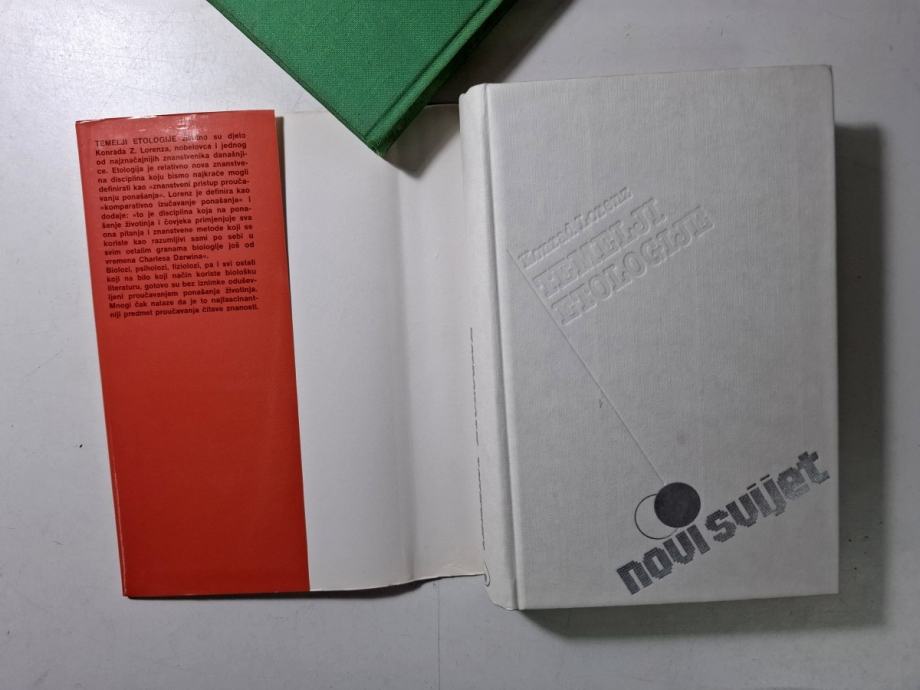 TEMELJI ETOLOGIJE životno su djelo
Konrada Z. Lorenza, nobelovca i jednog
od najznačajnijih znanstvenika današnji-
ce. Etologija je relativno nova znanstve-
na disciplina koju bismo najkraće mogli
definirati kao »znanstveni pristup prouča-
vanju ponašanja«. Lorenz je definira kao
»komparativno izučavanje ponašanja« i
dodaje: »to je disciplina koja na pona-
šanje životinja i čovjeka primjenjuje sva
ona pitanja i znanstvene metode koji se
koriste kao razumljivi sami po sebi u
svim ostalim granama biologije još od
vremena Charlesa Darwina«.
Biolozi, psiholozi, fiziolozi, pa i svi ostali
koji na bilo koji način koriste biološku
literaturu, gotovo su bez iznimke oduše­v-
ljeni proučavanjem ponašanja životinja.
Mnogi čak nalaze da je to najfascinant-
niji predmet proučavanja čitave znanosti.
Konrad Lorenz
TEMELJI
ETOLOGIJE
novi svijet